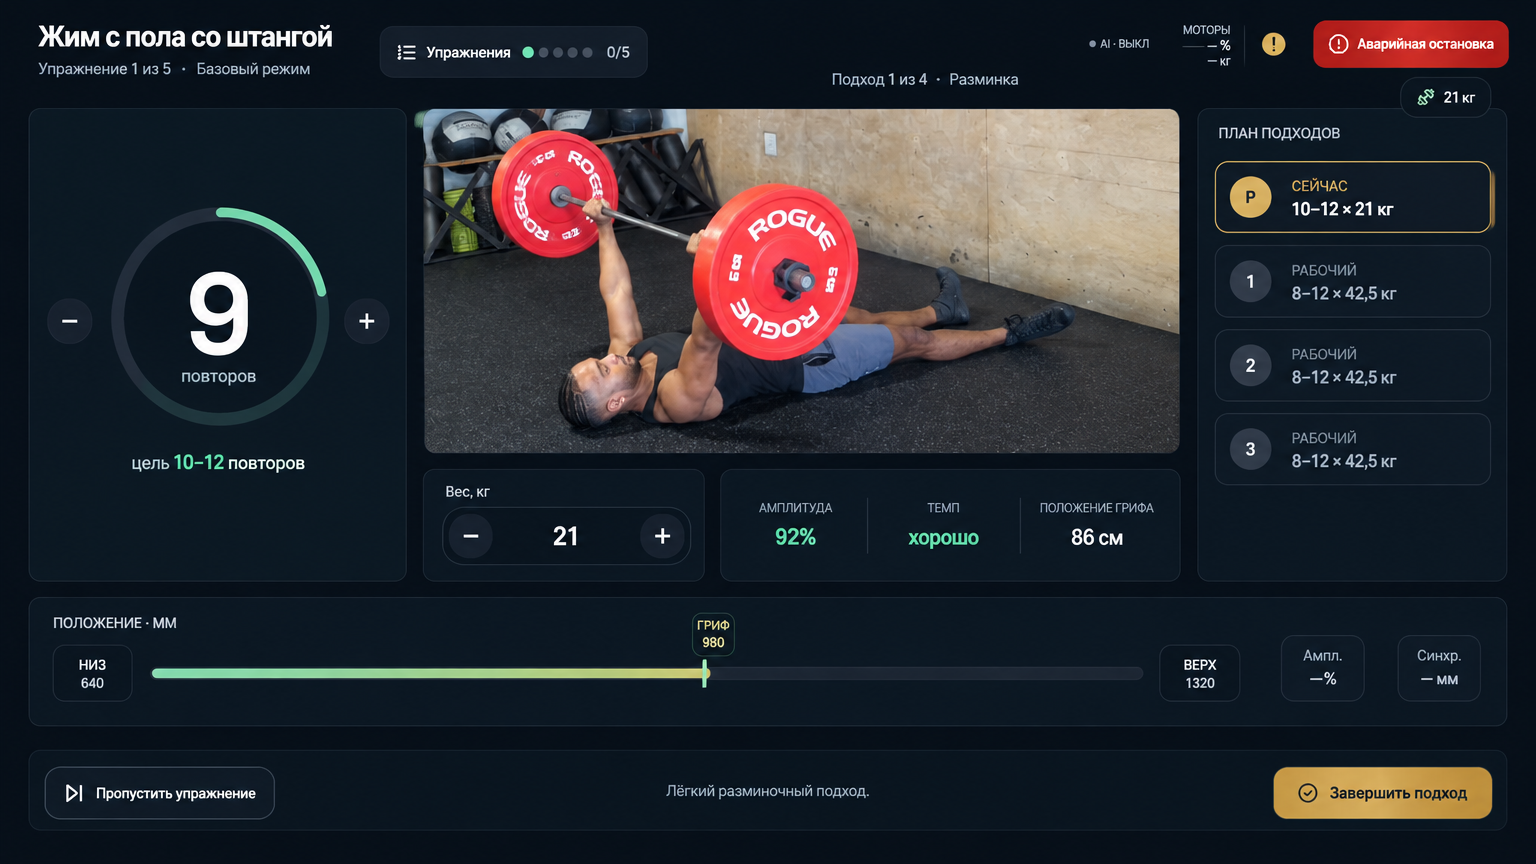 Жим с пола со штангой
Упражнение 1 из 5 · Базовый режим
Упражнения 0/5
Подход 1 из 4 · Разминка
AI · ВЫКЛ
МОТОРЫ
— %
— кг
!
Аварийная остановка
21 кг
9
повторов
цель 10–12 повторов
ROGUE
ROGUE
ROGUE
ROGUE
55
55
Вес, кг
− 21 +
АМПЛИТУДА
92%
ТЕМП
хорошо
ПОЛОЖЕНИЕ ГРИФА
86 см
ПЛАН ПОДХОДОВ
Р
СЕЙЧАС
10–12 × 21 кг
1
РАБОЧИЙ
8–12 × 42,5 кг
2
РАБОЧИЙ
8–12 × 42,5 кг
3
РАБОЧИЙ
8–12 × 42,5 кг
ПОЛОЖЕНИЕ · ММ
НИЗ
640
ГРИФ
980
ВЕРХ
1320
Ампл.
—%
Синхр.
— мм
Пропустить упражнение
Лёгкий разминочный подход.
Завершить подход